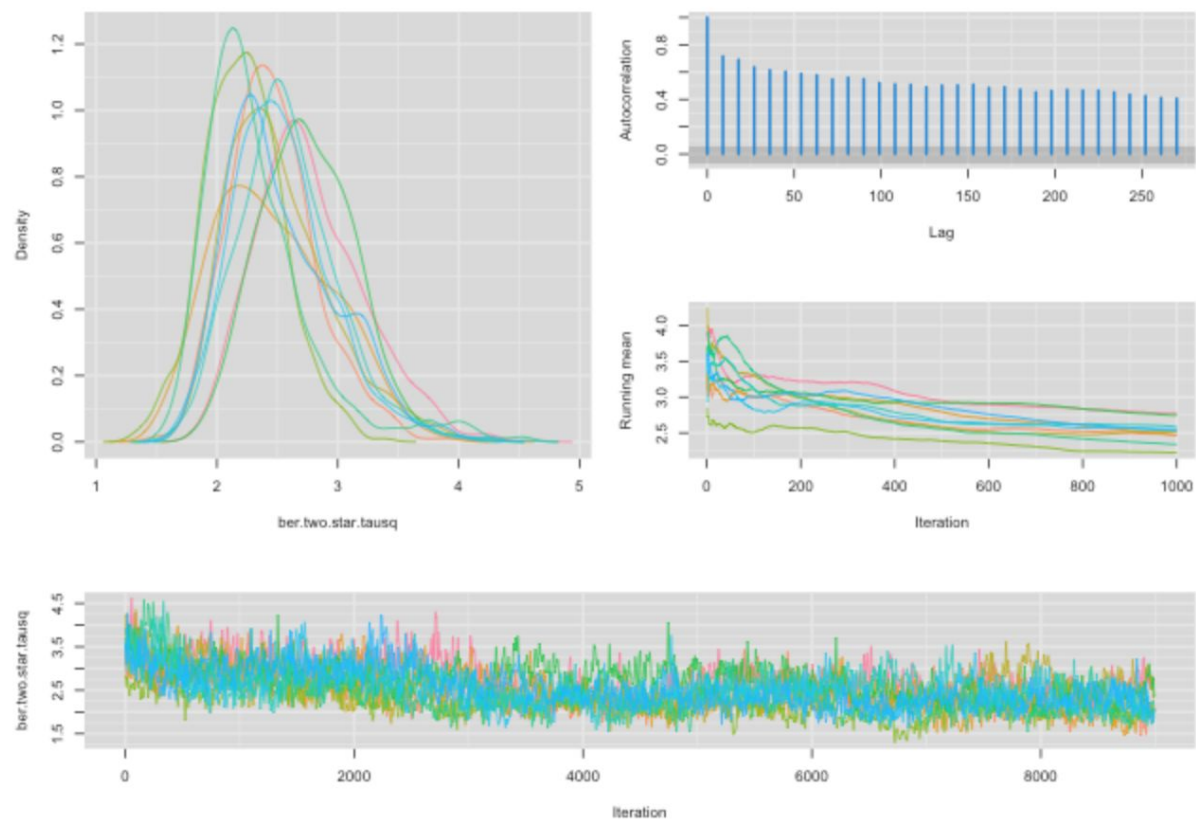 Density
0.0 0.2 0.4 0.6 0.8 1.0 1.2
1 2 3 4 5
ber.two.star.tausq
Autocorrelation
0.0 0.4 0.8
0 50 100 150 200 250
Lag
Running mean
2.5 3.0 3.5 4.0
0 200 400 600 800 1000
Iteration
ber.two.star.tausq
1.5 2.5 3.5 4.5
0 2000 4000 6000 8000
Iteration